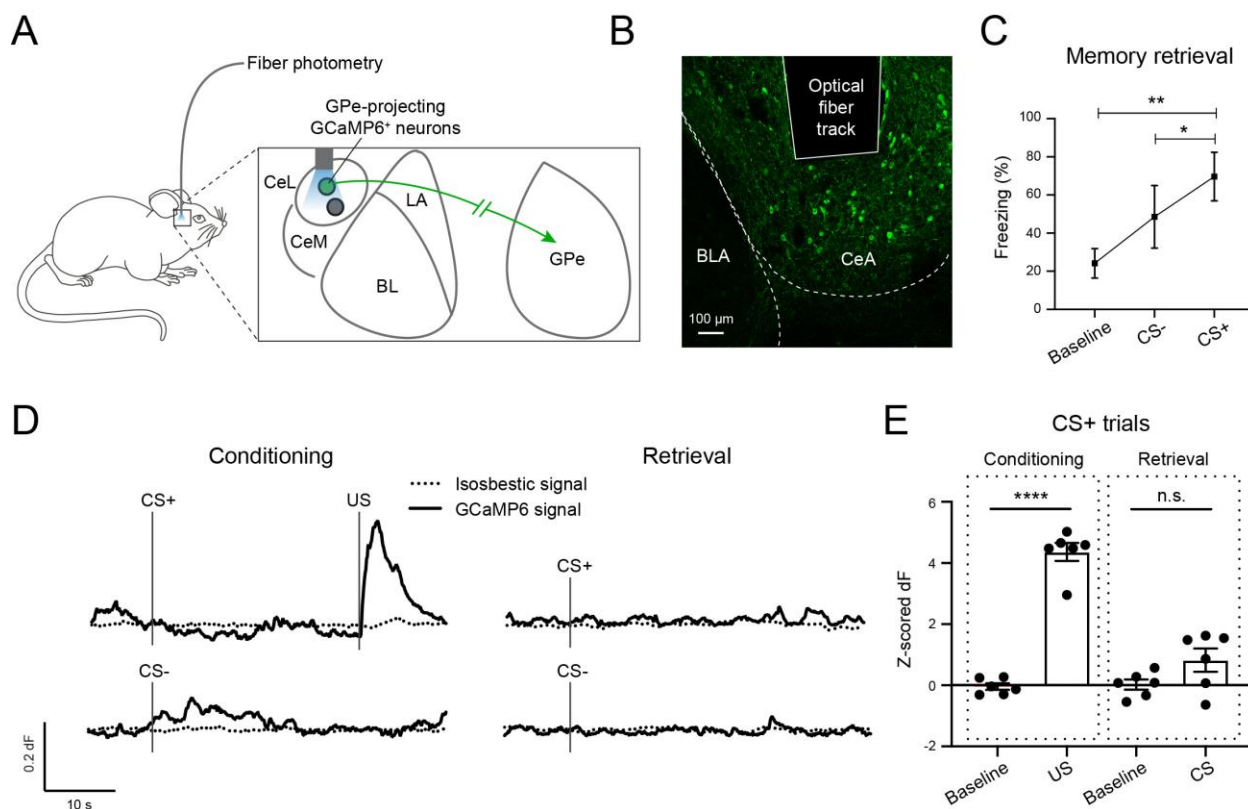 A
Fiber photometry
GPe-projecting
GCaMP6⁺ neurons
CeL
CeM
LA
BL
GPe
B
Optical
fiber
track
BLA
CeA
100 µm
C
Memory retrieval
**
*
Freezing (%)
100
80
60
40
20
0
Baseline
CS-
CS+
D
Conditioning
Retrieval
Isosbestic signal
GCaMP6 signal
CS+
US
CS+
CS-
CS-
0.2 dF
10 s
E
CS+ trials
Conditioning
Retrieval
****
n.s.
Z-scored dF
6
4
2
0
-2
Baseline
US
Baseline
CS